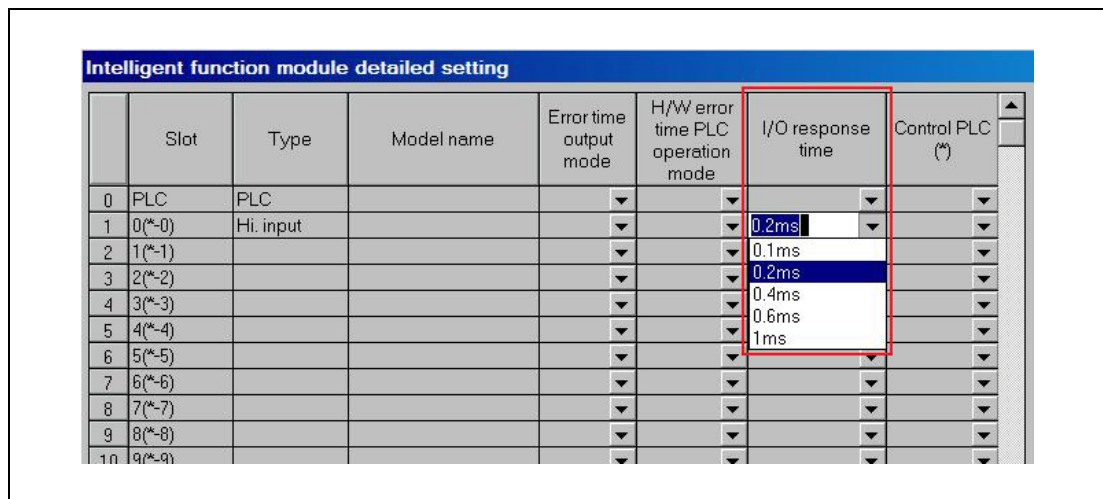 Intelligent function module detailed setting
Slot Type Model name Error time output mode H/W error time PLC operation mode I/O response time Control PLC (*)
0 PLC PLC
1 0(*-0) Hi. input 0.2ms
2 1(*-1) 0.1ms
3 2(*-2) 0.2ms
4 3(*-3) 0.4ms
0.6ms
5 4(*-4) 1ms
6 5(*-5)
7 6(*-6)
8 7(*-7)
9 8(*-8)
10 9(*-9)